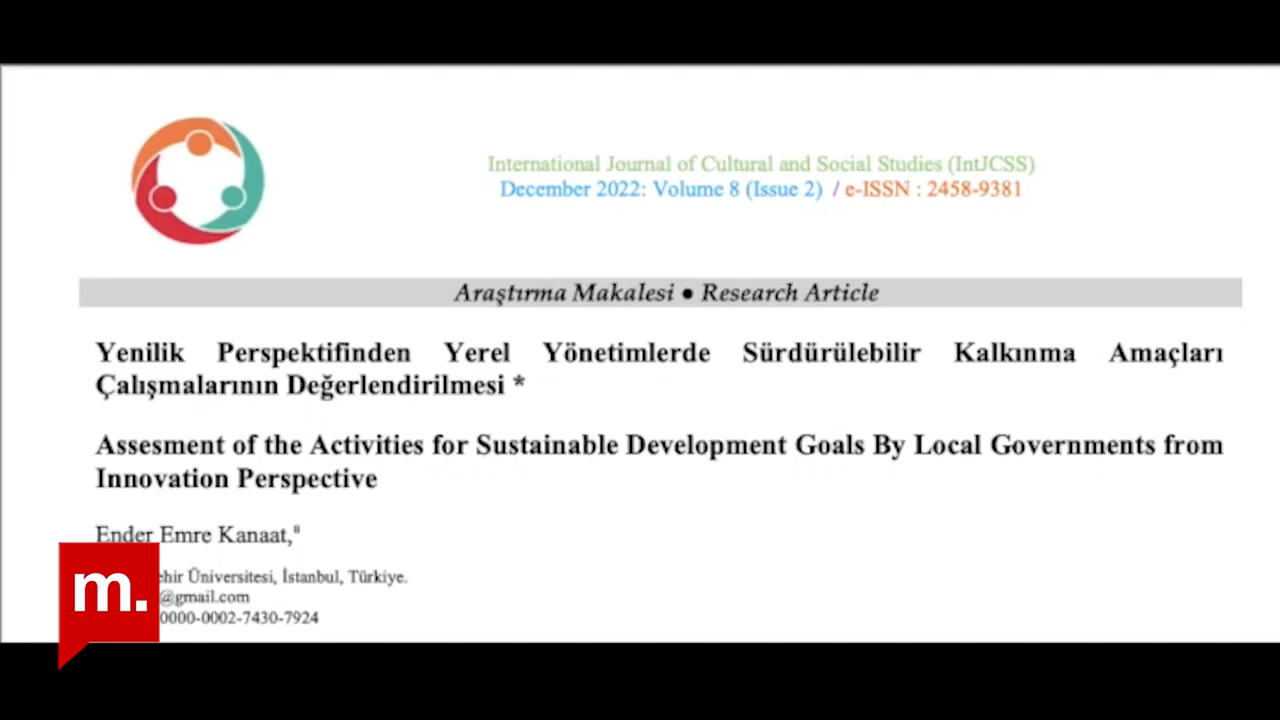 International Journal of Cultural and Social Studies (IntJCSS)
December 2022: Volume 8 (Issue 2) / e-ISSN : 2458-9381
Araştırma Makalesi ● Research Article
Yenilik Perspektifinden Yerel Yönetimlerde Sürdürülebilir Kalkınma Amaçları
Çalışmalarının Değerlendirilmesi *
Assesment of the Activities for Sustainable Development Goals By Local Governments from
Innovation Perspective
Ender Emre Kanaat,ª
Üniversitesi, İstanbul, Türkiye.
@gmail.com
0000-0002-7430-7924
m.